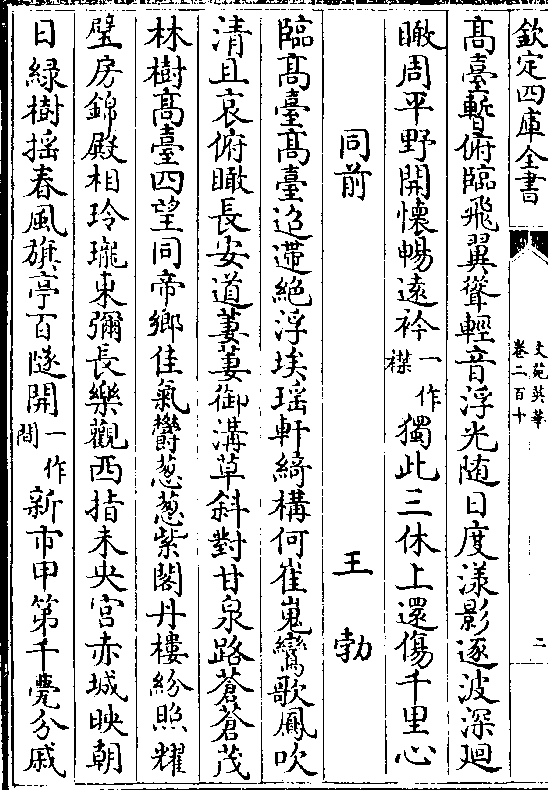 欽定四庫全書
文苑英華
卷二百十
二
髙臺暫俯臨飛翼聳輕音浮光随日度漾影逐波深迴
瞰周平野開懐暢逺衿一作襟獨此三休上還傷千里心
同前 王勃
臨髙臺髙臺迢遰絶浮埃瑶軒綺構何崔嵬鸞歌鳳吹
清且哀俯瞰長安道萋萋御溝草斜對甘泉路蒼蒼茂
林樹髙臺四望同帝鄉佳氣欝葱葱紫閣丹樓紛照耀
璧房錦殿相玲瓏東彌長樂觀西指未央宫赤城映朝
日緑樹揺春風旗亭百隧開一作間新市甲第千甍分戚